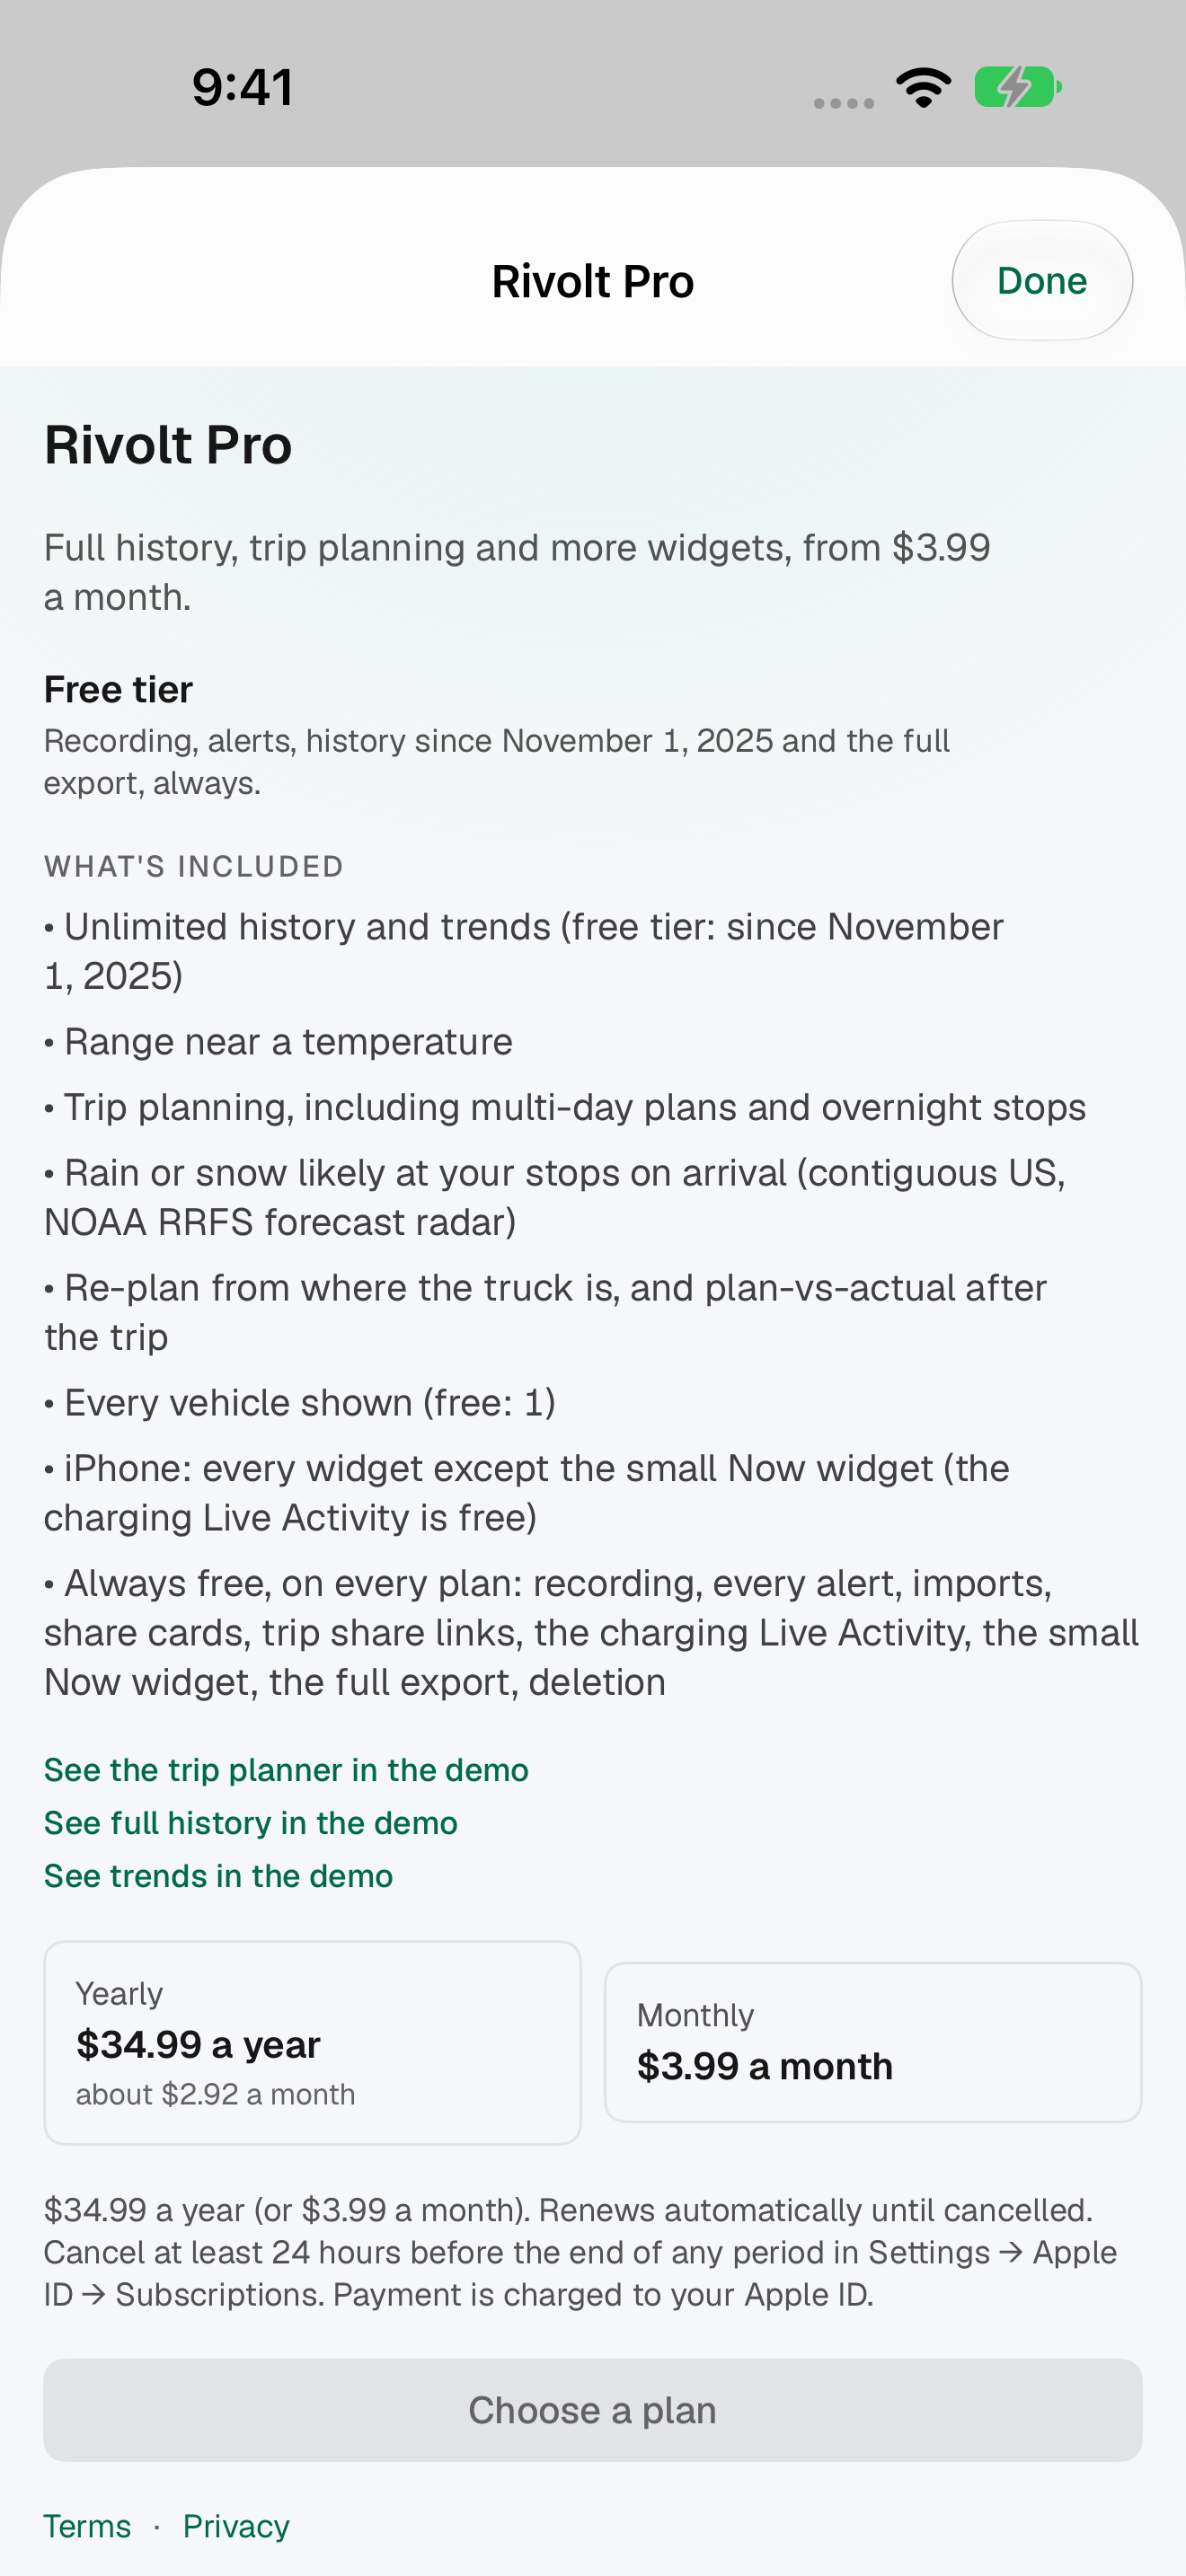 9:41
Rivolt Pro
Done
Rivolt Pro
Full history, trip planning and more widgets, from $3.99
a month.
Free tier
Recording, alerts, history since November 1, 2025 and the full
export, always.
WHAT'S INCLUDED
• Unlimited history and trends (free tier: since November
1, 2025)
• Range near a temperature
• Trip planning, including multi-day plans and overnight stops
• Rain or snow likely at your stops on arrival (contiguous US,
NOAA RRFS forecast radar)
• Re-plan from where the truck is, and plan-vs-actual after
the trip
• Every vehicle shown (free: 1)
• iPhone: every widget except the small Now widget (the
charging Live Activity is free)
• Always free, on every plan: recording, every alert, imports,
share cards, trip share links, the charging Live Activity, the small
Now widget, the full export, deletion
See the trip planner in the demo
See full history in the demo
See trends in the demo
Yearly
$34.99 a year
about $2.92 a month
Monthly
$3.99 a month
$34.99 a year (or $3.99 a month). Renews automatically until cancelled.
Cancel at least 24 hours before the end of any period in Settings → Apple
ID → Subscriptions. Payment is charged to your Apple ID.
Choose a plan
Terms · Privacy